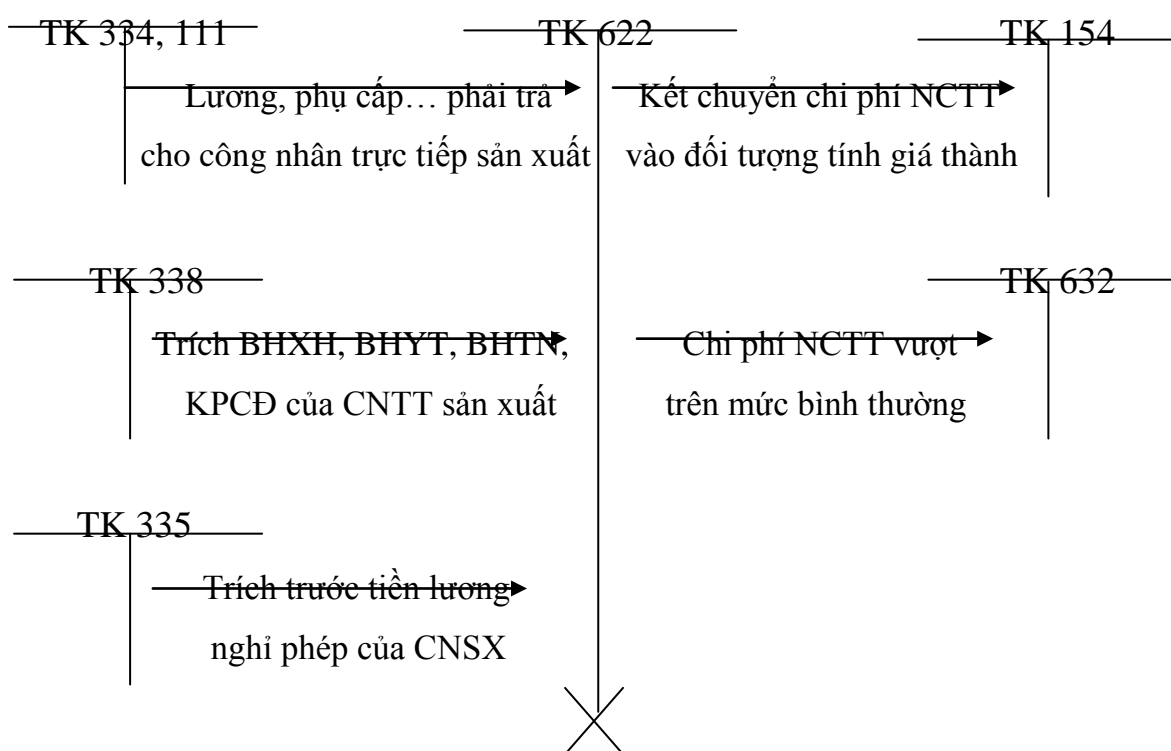 TK 334, 111
TK 622
TK 154
Lương, phụ cấp… phải trả
cho công nhân trực tiếp sản xuất
Kết chuyển chi phí NCTT
vào đối tượng tính giá thành
TK 338
TK 632
Trích BHXH, BHYT, BHTN,
KPCĐ của CNTT sản xuất
Chi phí NCTT vượt
trên mức bình thường
TK 335
Trích trước tiền lương
nghỉ phép của CNSX